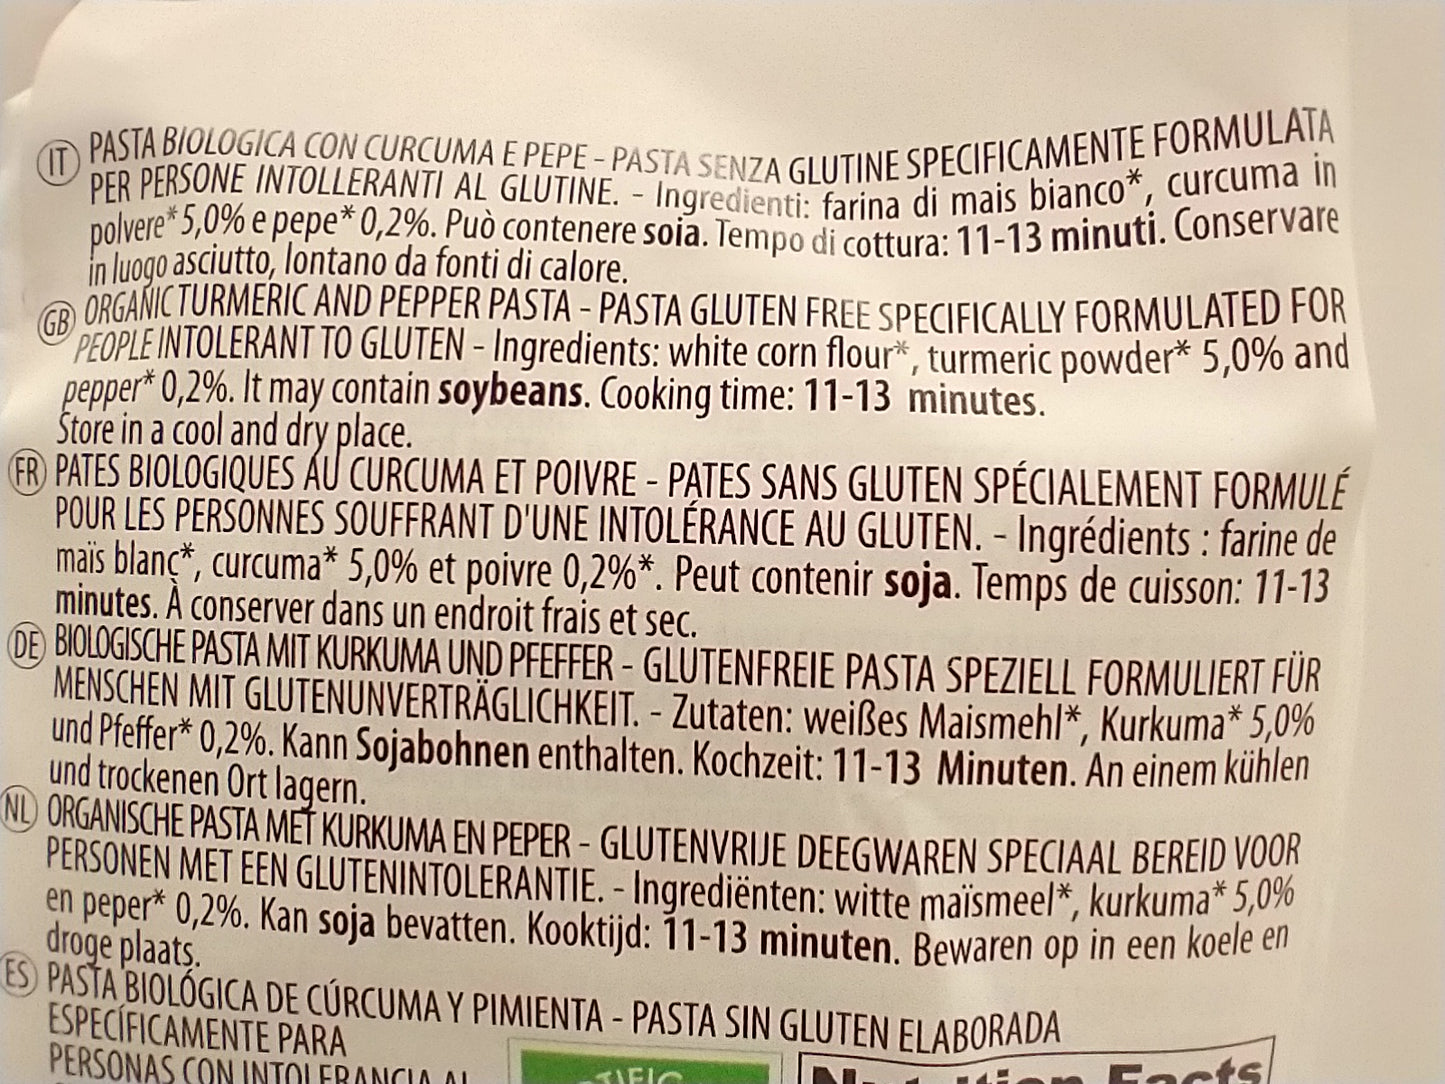 IT PASTA BIOLOGICA CON CURCUMA E PEPE - PASTA SENZA GLUTINE SPECIFICAMENTE FORMULATA
PER PERSONE INTOLLERANTI AL GLUTINE. - Ingredienti: farina di mais bianco*, curcuma in
polvere* 5,0% e pepe* 0,2%. Può contenere soia. Tempo di cottura: 11-13 minuti. Conservare
in luogo asciutto, lontano da fonti di calore.
GB ORGANIC TURMERIC AND PEPPER PASTA - PASTA GLUTEN FREE SPECIFICALLY FORMULATED FOR
PEOPLE INTOLERANT TO GLUTEN - Ingredients: white corn flour*, turmeric powder* 5,0% and
pepper* 0,2%. It may contain soybeans. Cooking time: 11-13 minutes.
Store in a cool and dry place.
FR PATES BIOLOGIQUES AU CURCUMA ET POIVRE - PATES SANS GLUTEN SPÉCIALEMENT FORMULÉ
POUR LES PERSONNES SOUFFRANT D'UNE INTOLÉRANCE AU GLUTEN. - Ingrédients : farine de
maïs blanc*, curcuma* 5,0% et poivre 0,2%*. Peut contenir soja. Temps de cuisson: 11-13
minutes. À conserver dans un endroit frais et sec.
DE BIOLOGISCHE PASTA MIT KURKUMA UND PFEFFER - GLUTENFREIE PASTA SPEZIELL FORMULIERT FÜR
MENSCHEN MIT GLUTENUNVERTRÄGLICHKEIT. - Zutaten: weißes Maismehl*, Kurkuma* 5,0%
und Pfeffer* 0,2%. Kann Sojabohnen enthalten. Kochzeit: 11-13 Minuten. An einem kühlen
und trockenen Ort lagern.
NL ORGANISCHE PASTA MET KURKUMA EN PEPER - GLUTENVRIJE DEEGWAREN SPECIAAL BEREID VOOR
PERSONEN MET EEN GLUTENINTOLERANTIE. - Ingrediënten: witte maïsmeel*, kurkuma* 5,0%
en peper* 0,2%. Kan soja bevatten. Kooktijd: 11-13 minuten. Bewaren op in een koele en
droge plaats.
ES PASTA BIOLÓGICA DE CÚRCUMA Y PIMIENTA - PASTA SIN GLUTEN ELABORADA
ESPECÍFICAMENTE PARA
PERSONAS CON INTOLERANCIA AL
Nutrition Facts